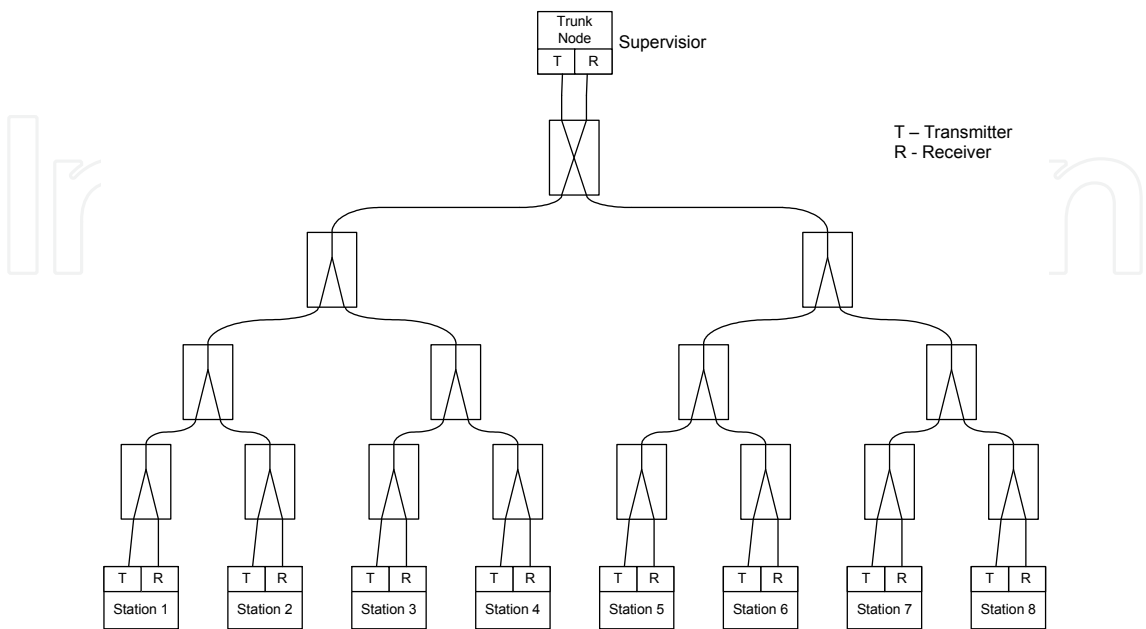 Trunk
Node
Supervisior
T R
T – Transmitter
R - Receiver
T R T R T R T R T R T R T R T R
Station 1 Station 2 Station 3 Station 4 Station 5 Station 6 Station 7 Station 8